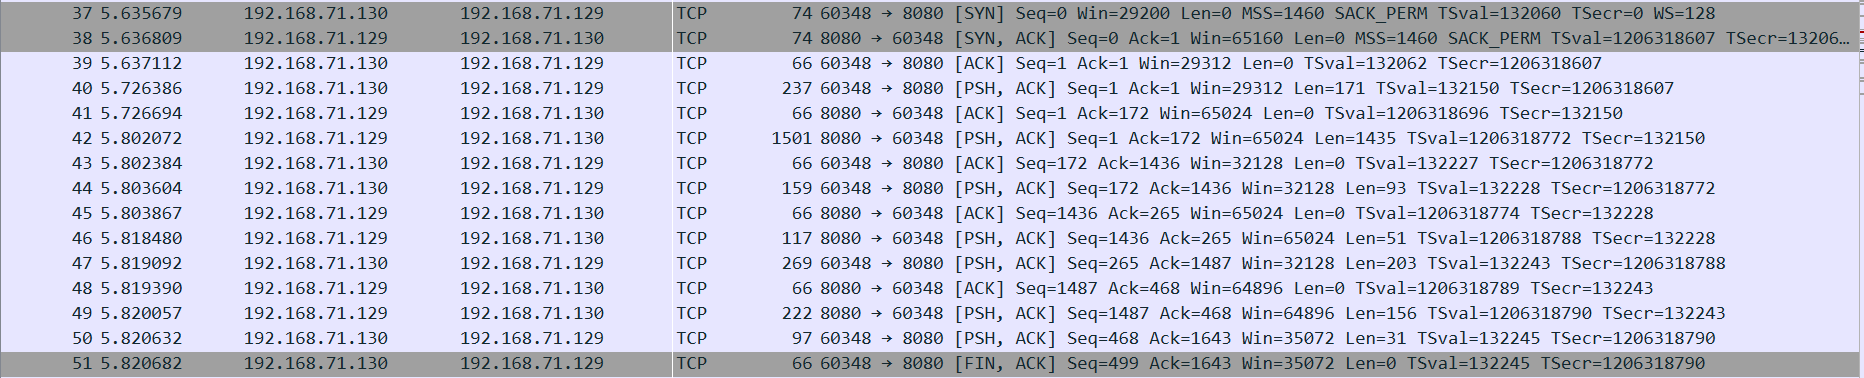 37 5.635679 192.168.71.130 192.168.71.129 TCP 74 60348 → 8080 [SYN] Seq=0 Win=29200 Len=0 MSS=1460 SACK_PERM TSval=132060 TSecr=0 WS=128
38 5.636809 192.168.71.129 192.168.71.130 TCP 74 8080 → 60348 [SYN, ACK] Seq=0 Ack=1 Win=65160 Len=0 MSS=1460 SACK_PERM TSval=1206318607 TSecr=13206…
39 5.637112 192.168.71.130 192.168.71.129 TCP 66 60348 → 8080 [ACK] Seq=1 Ack=1 Win=29312 Len=0 TSval=132062 TSecr=1206318607
40 5.726386 192.168.71.130 192.168.71.129 TCP 237 60348 → 8080 [PSH, ACK] Seq=1 Ack=1 Win=29312 Len=171 TSval=132150 TSecr=1206318607
41 5.726694 192.168.71.129 192.168.71.130 TCP 66 8080 → 60348 [ACK] Seq=1 Ack=172 Win=65024 Len=0 TSval=1206318696 TSecr=132150
42 5.802072 192.168.71.129 192.168.71.130 TCP 1501 8080 → 60348 [PSH, ACK] Seq=1 Ack=172 Win=65024 Len=1435 TSval=1206318772 TSecr=132150
43 5.802384 192.168.71.130 192.168.71.129 TCP 66 60348 → 8080 [ACK] Seq=172 Ack=1436 Win=32128 Len=0 TSval=132227 TSecr=1206318772
44 5.803604 192.168.71.130 192.168.71.129 TCP 159 60348 → 8080 [PSH, ACK] Seq=172 Ack=1436 Win=32128 Len=93 TSval=132228 TSecr=1206318772
45 5.803867 192.168.71.129 192.168.71.130 TCP 66 8080 → 60348 [ACK] Seq=1436 Ack=265 Win=65024 Len=0 TSval=1206318774 TSecr=132228
46 5.818480 192.168.71.129 192.168.71.130 TCP 117 8080 → 60348 [PSH, ACK] Seq=1436 Ack=265 Win=65024 Len=51 TSval=1206318788 TSecr=132228
47 5.819092 192.168.71.130 192.168.71.129 TCP 269 60348 → 8080 [PSH, ACK] Seq=265 Ack=1487 Win=32128 Len=203 TSval=132243 TSecr=1206318788
48 5.819390 192.168.71.129 192.168.71.130 TCP 66 8080 → 60348 [ACK] Seq=1487 Ack=468 Win=64896 Len=0 TSval=1206318789 TSecr=132243
49 5.820057 192.168.71.129 192.168.71.130 TCP 222 8080 → 60348 [PSH, ACK] Seq=1487 Ack=468 Win=64896 Len=156 TSval=1206318790 TSecr=132243
50 5.820632 192.168.71.130 192.168.71.129 TCP 97 60348 → 8080 [PSH, ACK] Seq=468 Ack=1643 Win=35072 Len=31 TSval=132245 TSecr=1206318790
51 5.820682 192.168.71.130 192.168.71.129 TCP 66 60348 → 8080 [FIN, ACK] Seq=499 Ack=1643 Win=35072 Len=0 TSval=132245 TSecr=1206318790